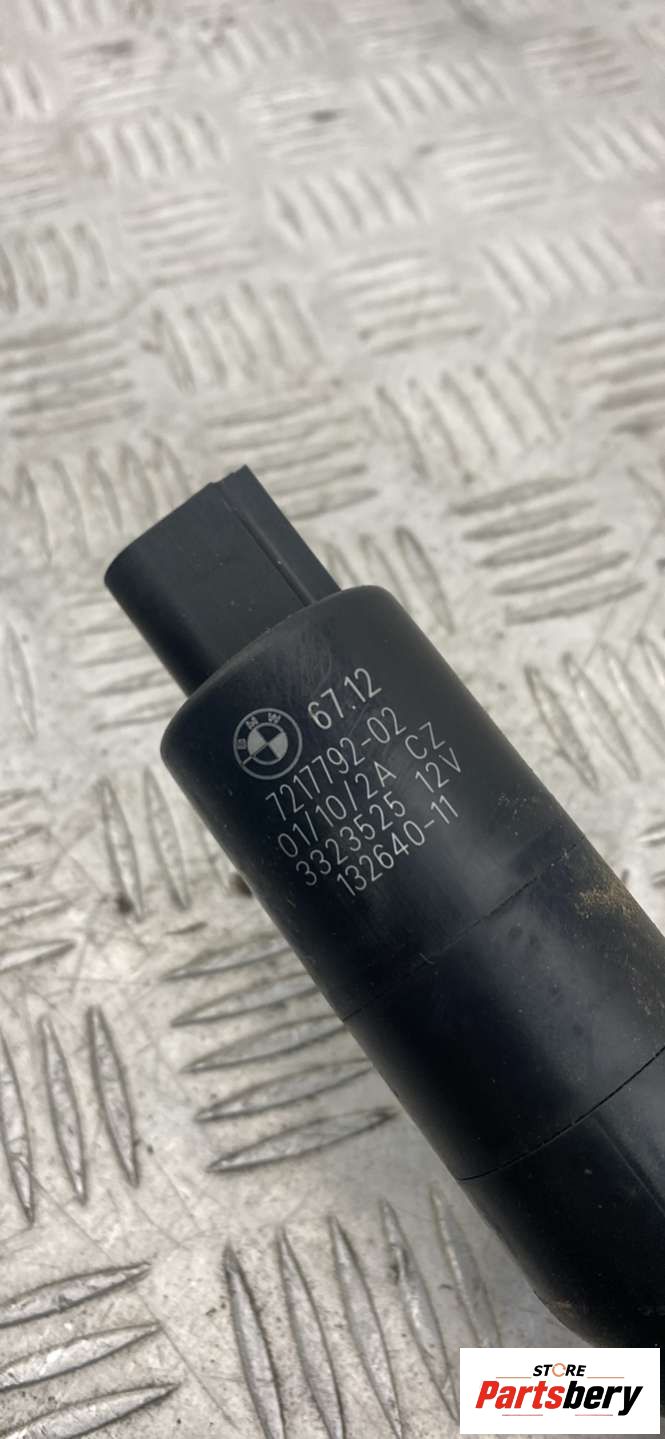 BMW 67.12
7217792-02
01/10/2A CZ
3323525 12V
132640-11
STORE
Partsbery